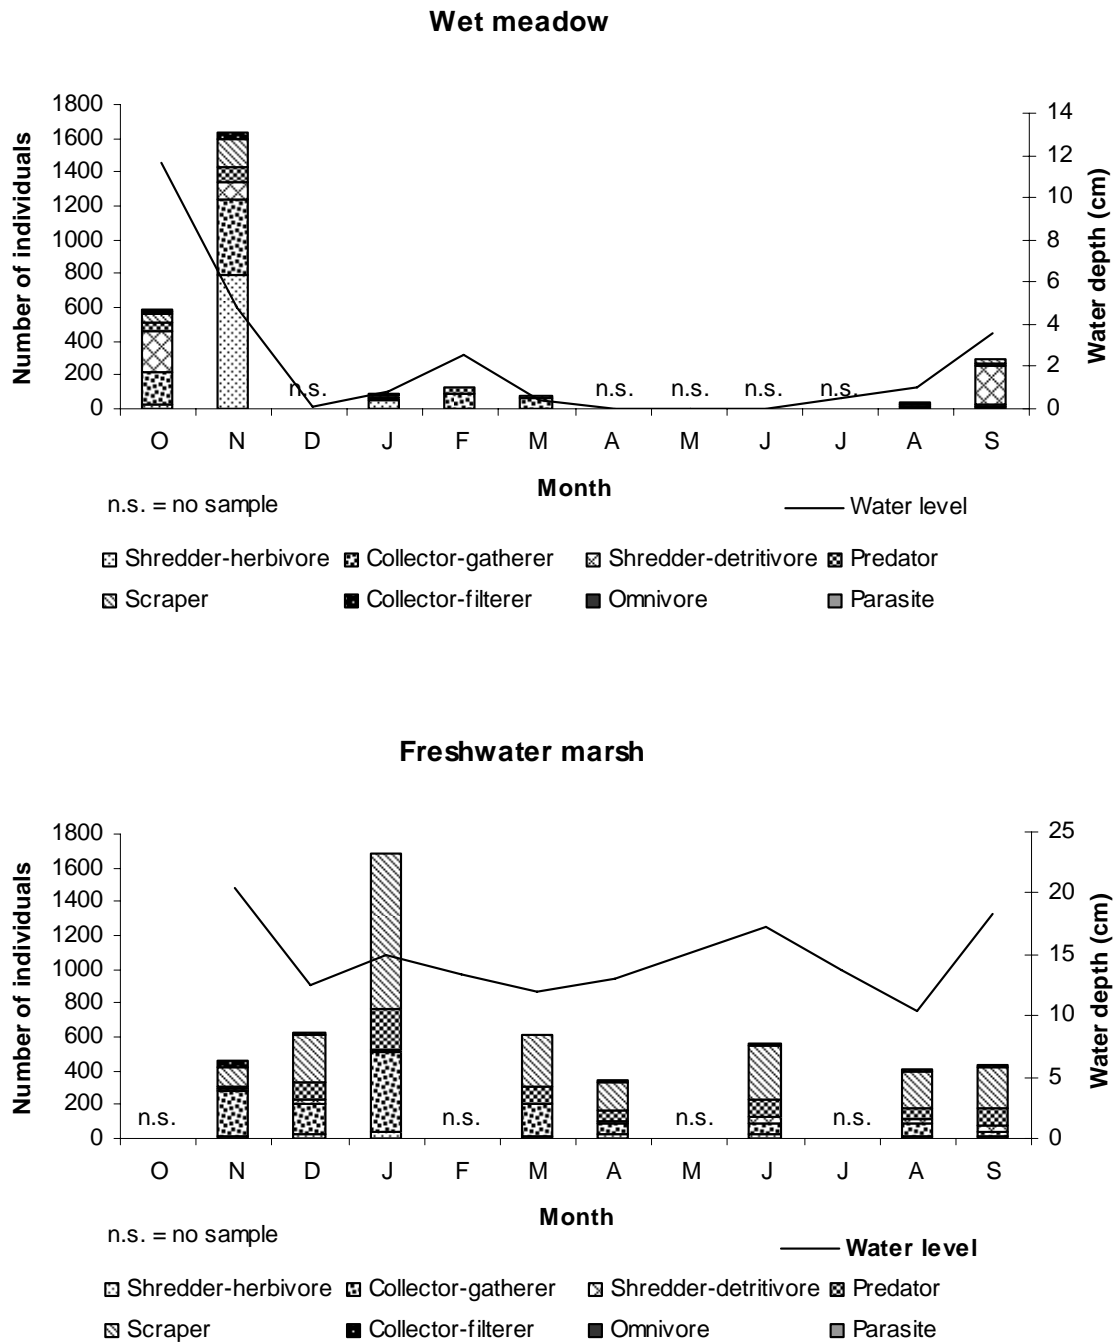 Wet meadow
1800
1600
1400
1200
1000
800
600
400
200
0
Number of individuals
14
12
10
8
6
4
2
0
Water depth (cm)
n.s. n.s. n.s. n.s. n.s.
O N D J F M A M J J A S
Month
n.s. = no sample
Water level
Shredder-herbivore Collector-gatherer Shredder-detritivore Predator
Scraper Collector-filterer Omnivore Parasite
Freshwater marsh
1800
1600
1400
1200
1000
800
600
400
200
0
Number of individuals
25
20
15
10
5
0
Water depth (cm)
n.s. n.s. n.s. n.s.
O N D J F M A M J J A S
Month
n.s. = no sample
Water level
Shredder-herbivore Collector-gatherer Shredder-detritivore Predator
Scraper Collector-filterer Omnivore Parasite